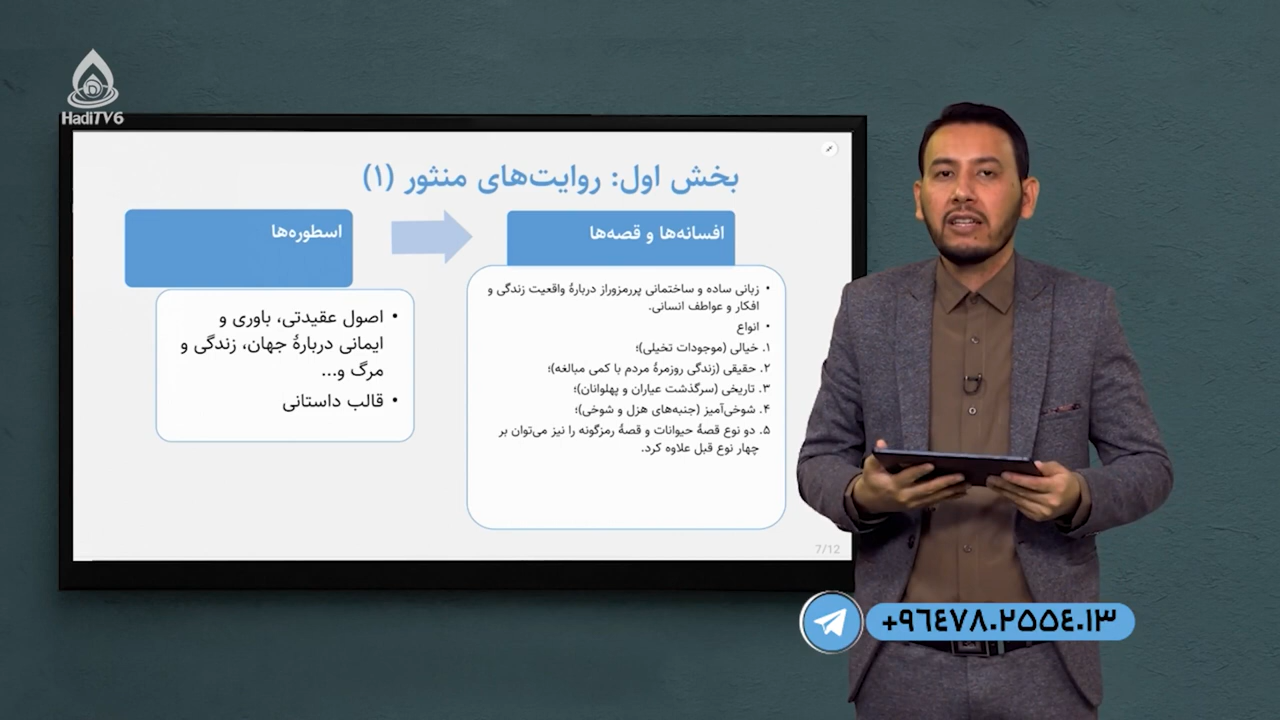 HadiTV6
بخش اول: روایت‌های منثور (۱)
افسانه‌ها و قصه‌ها
• زبانی ساده و ساختمانی پررمزوراز دربارهٔ واقعیت زندگی و
افکار و عواطف انسانی.
• انواع
۱. خیالی (موجودات تخیلی)؛
۲. حقیقی (زندگی روزمرهٔ مردم با کمی مبالغه)؛
۳. تاریخی (سرگذشت عیاران و پهلوانان)؛
۴. شوخی‌آمیز (جنبه‌های هزل و شوخی)؛
۵. دو نوع قصهٔ حیوانات و قصهٔ رمزگونه را نیز می‌توان بر
چهار نوع قبل علاوه کرد.
اسطوره‌ها
• اصول عقیدتی، باوری و
ایمانی دربارهٔ جهان، زندگی و
مرگ و...
• قالب داستانی
7/12
+٩٦٤٧٨٠٢٥٥٤٠١٣